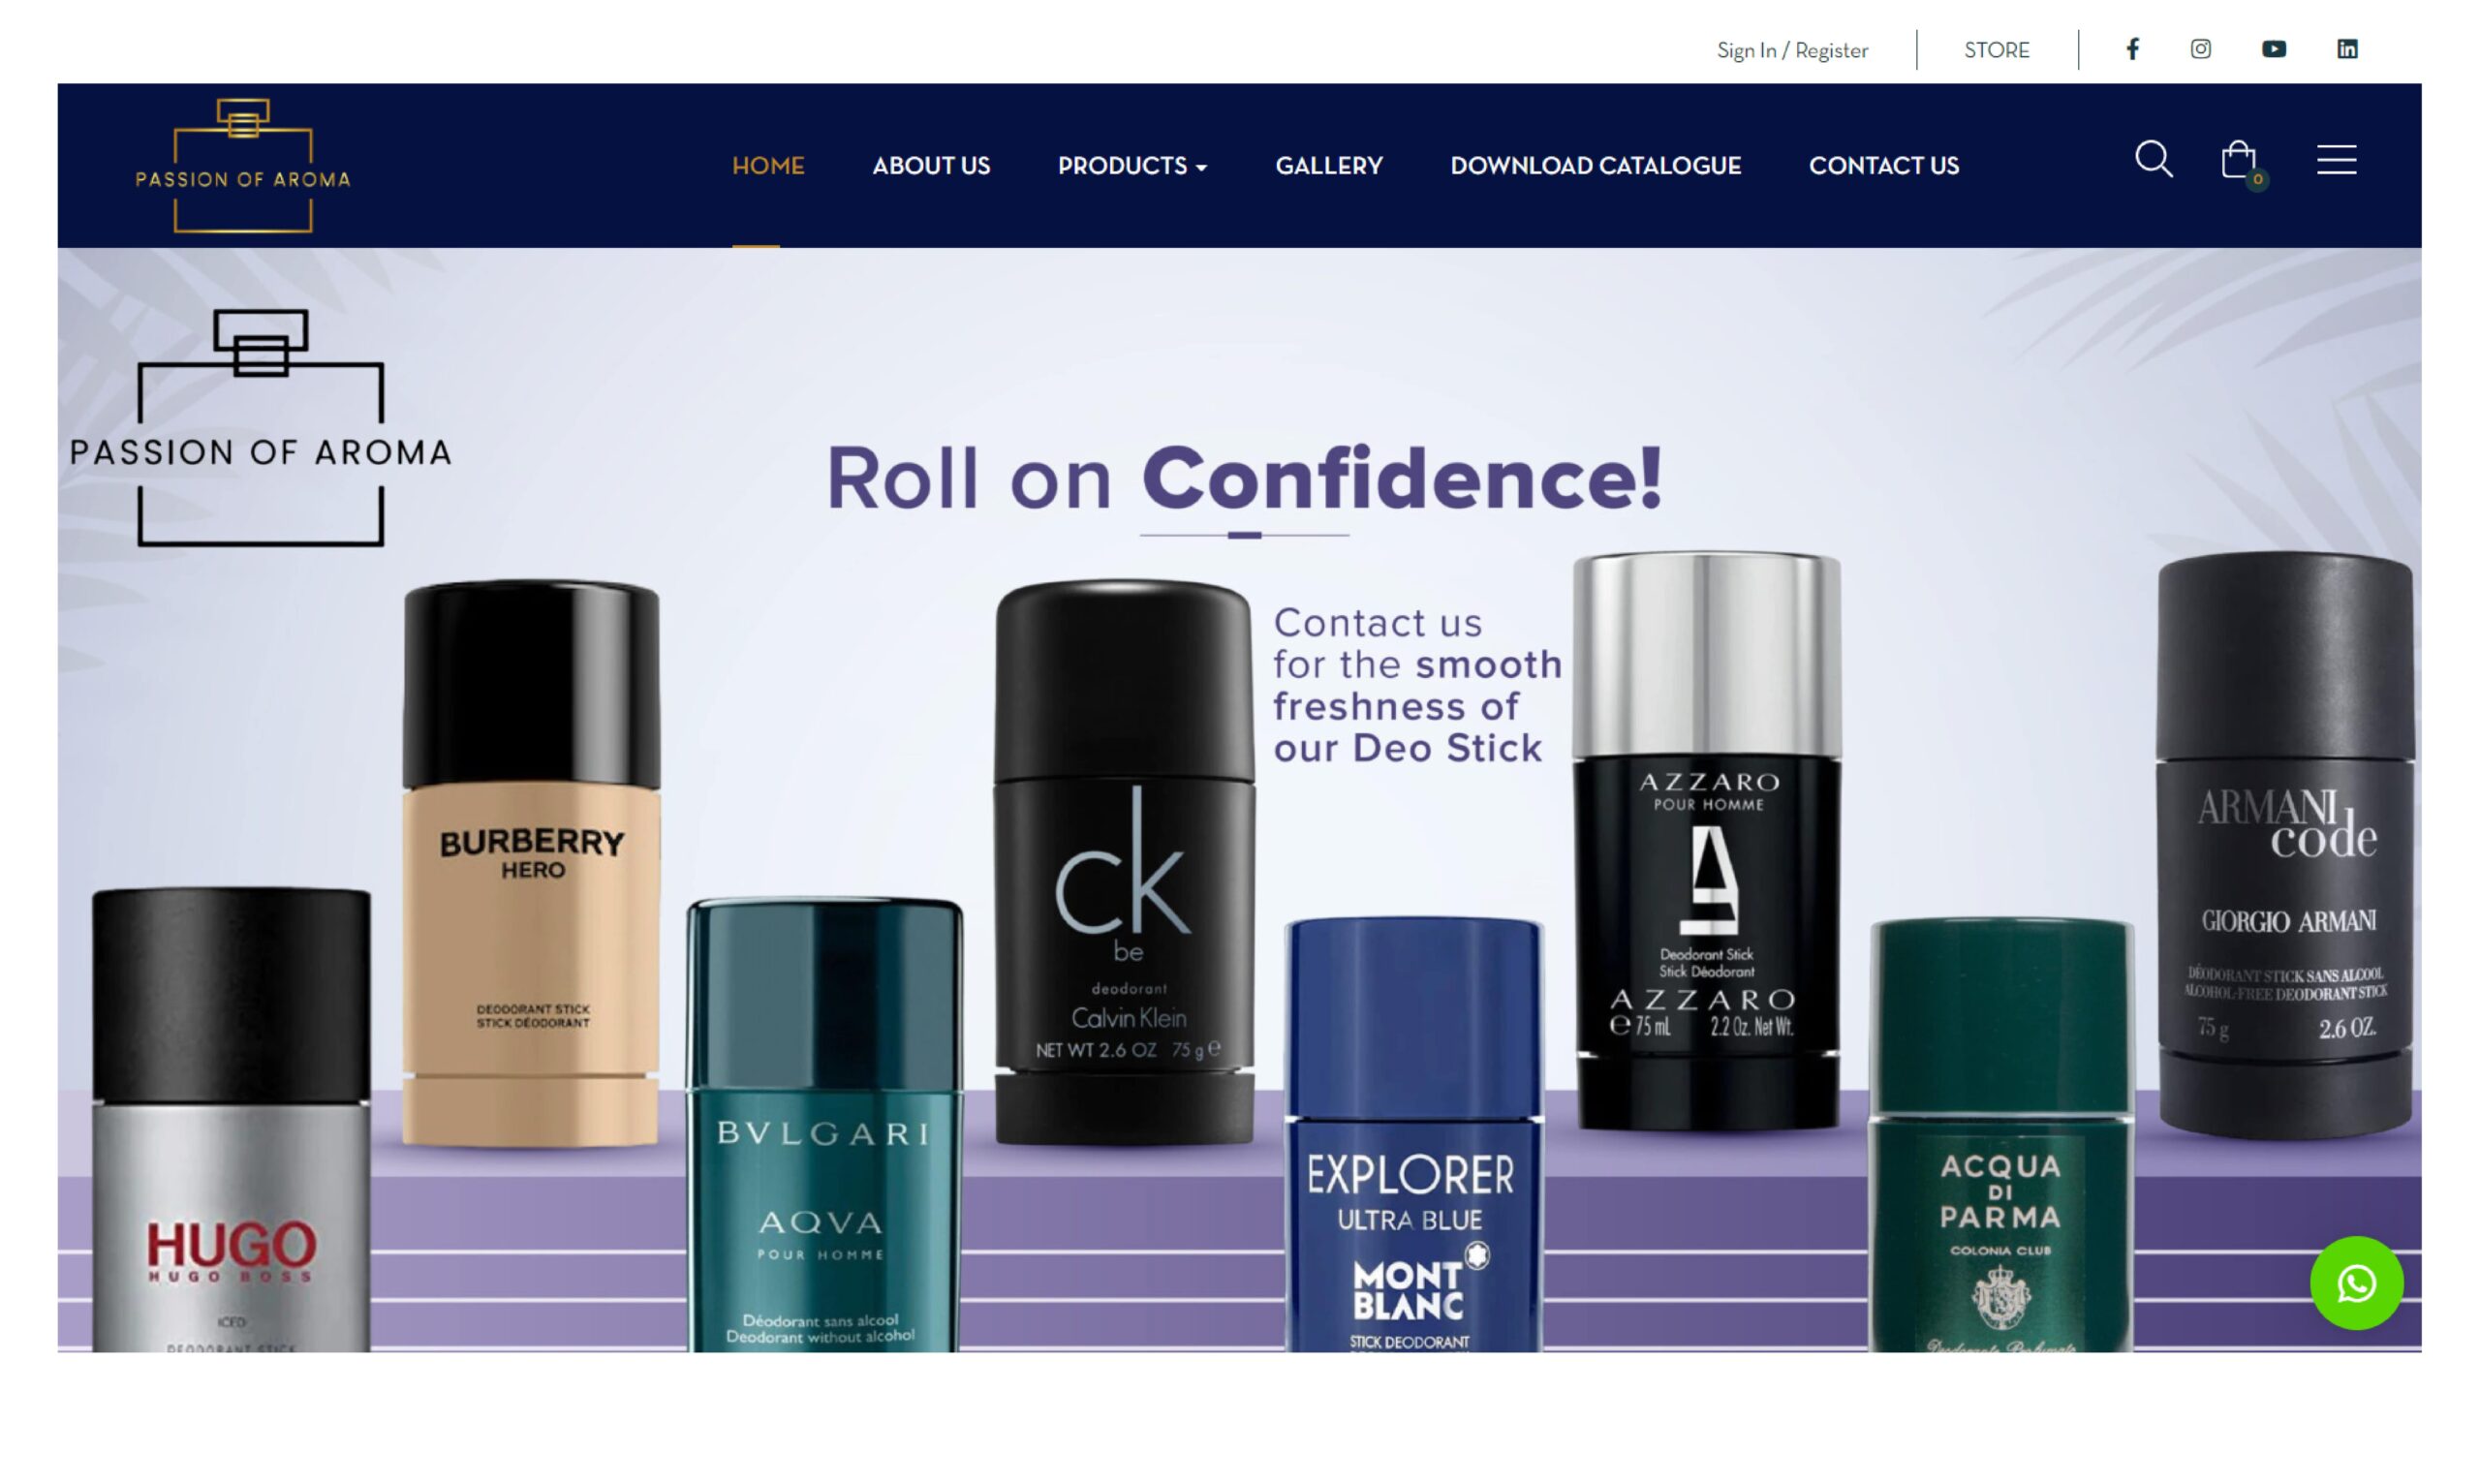 Sign In / Register
STORE
PASSION OF AROMA
HOME
ABOUT US
PRODUCTS
GALLERY
DOWNLOAD CATALOGUE
CONTACT US
0
PASSION OF AROMA
Roll on Confidence!
Contact us
for the smooth
freshness of
our Deo Stick
BURBERRY
HERO
DEODORANT STICK
STICK DÉODORANT
ck
be
deodorant
Calvin Klein
NET WT 2.6 OZ 75 g e
AZZARO
POUR HOMME
Deodorant Stick
Stick Déodorant
AZZARO
e 75 mL 2.2 Oz. Net Wt.
ARMANI
code
GIORGIO ARMANI
DÉODORANT STICK SANS ALCOOL
ALCOHOL-FREE DEODORANT STICK
75 g 2.6 OZ.
HUGO
HUGO BOSS
ICED
DEODORANT STICK
BVLGARI
AQVA
POUR HOMME
Déodorant sans alcool
Deodorant without alcohol
EXPLORER
ULTRA BLUE
MONT
BLANC
STICK DEODORANT
ACQUA
DI
PARMA
COLONIA CLUB